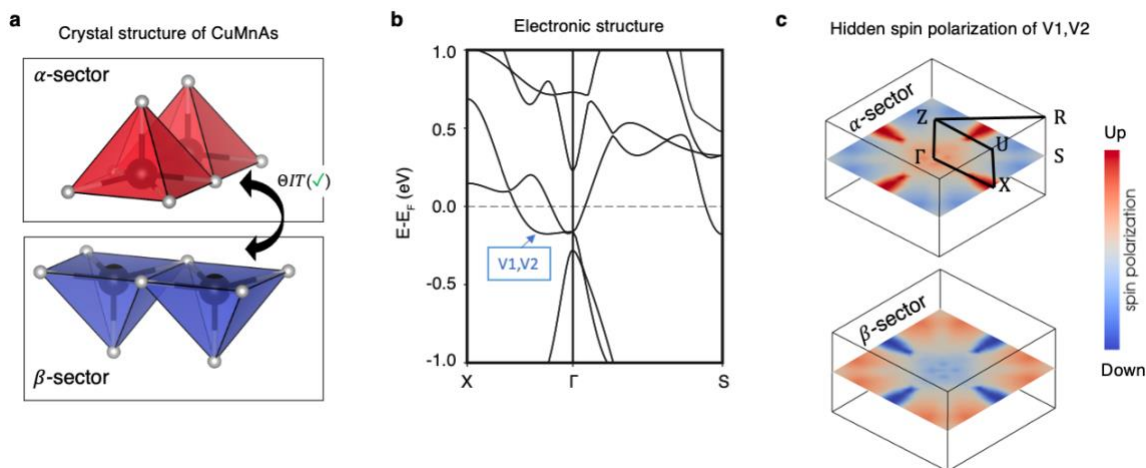 a
Crystal structure of CuMnAs
α-sector
ΘIT(✓)
β-sector
b
Electronic structure
E-E_F (eV)
1.0
0.5
0.0
-0.5
-1.0
V1,V2
X Γ S
c
Hidden spin polarization of V1,V2
α-sector
Z R
Γ U S
X
β-sector
Up
spin polarization
Down